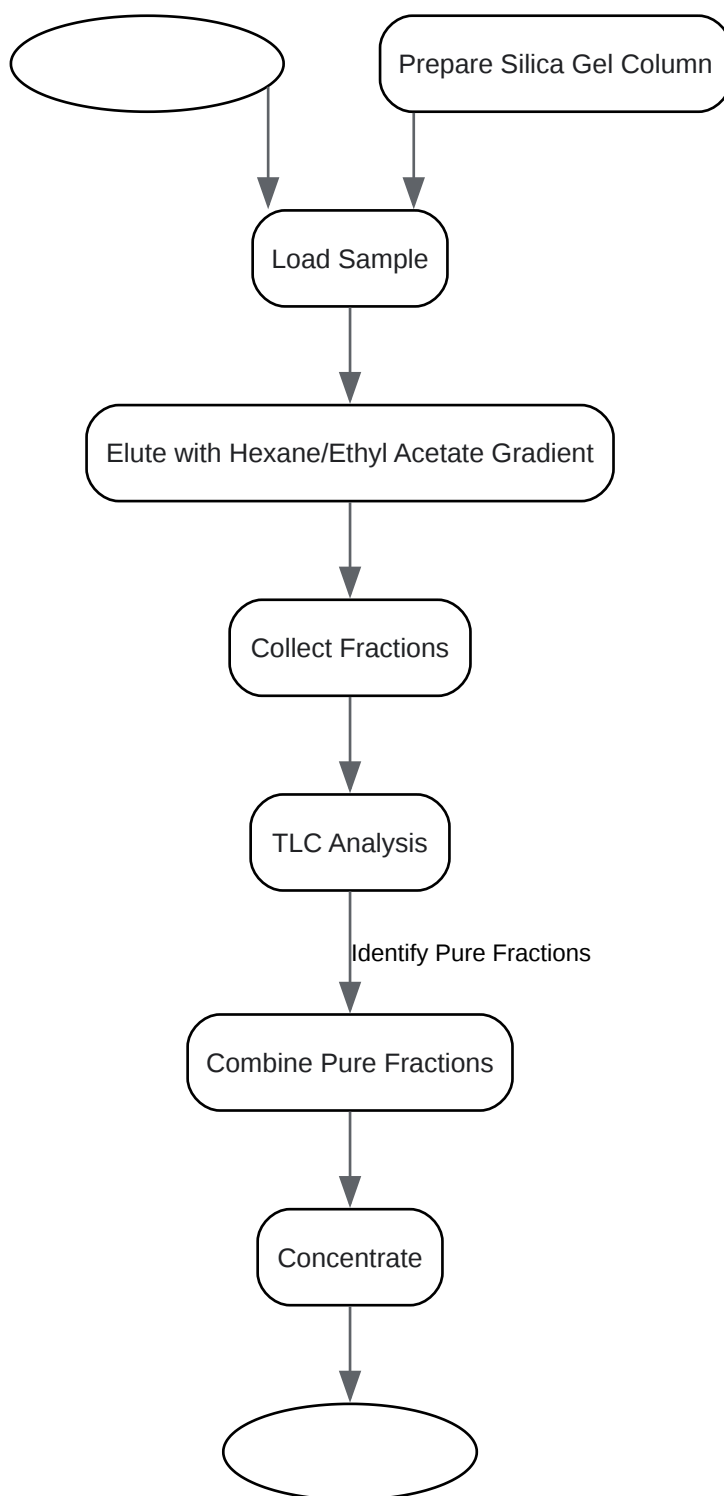 Prepare Silica Gel Column
Load Sample
Elute with Hexane/Ethyl Acetate Gradient
Collect Fractions
TLC Analysis
Identify Pure Fractions
Combine Pure Fractions
Concentrate